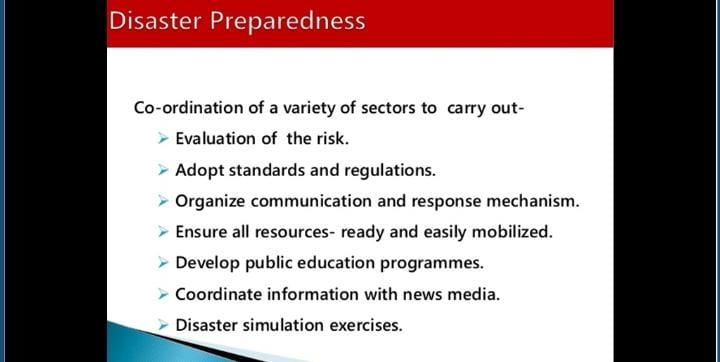 Disaster Preparedness
Co-ordination of a variety of sectors to carry out-
Evaluation of the risk.
Adopt standards and regulations.
Organize communication and response mechanism.
Ensure all resources- ready and easily mobilized.
Develop public education programmes.
Coordinate information with news media.
Disaster simulation exercises.